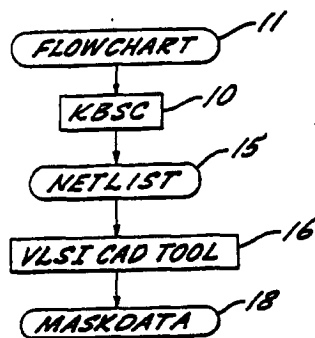 FLOWCHART 11
KBSC 10
NETLIST 15
VLSI CAD TOOL 16
MASKDATA 18